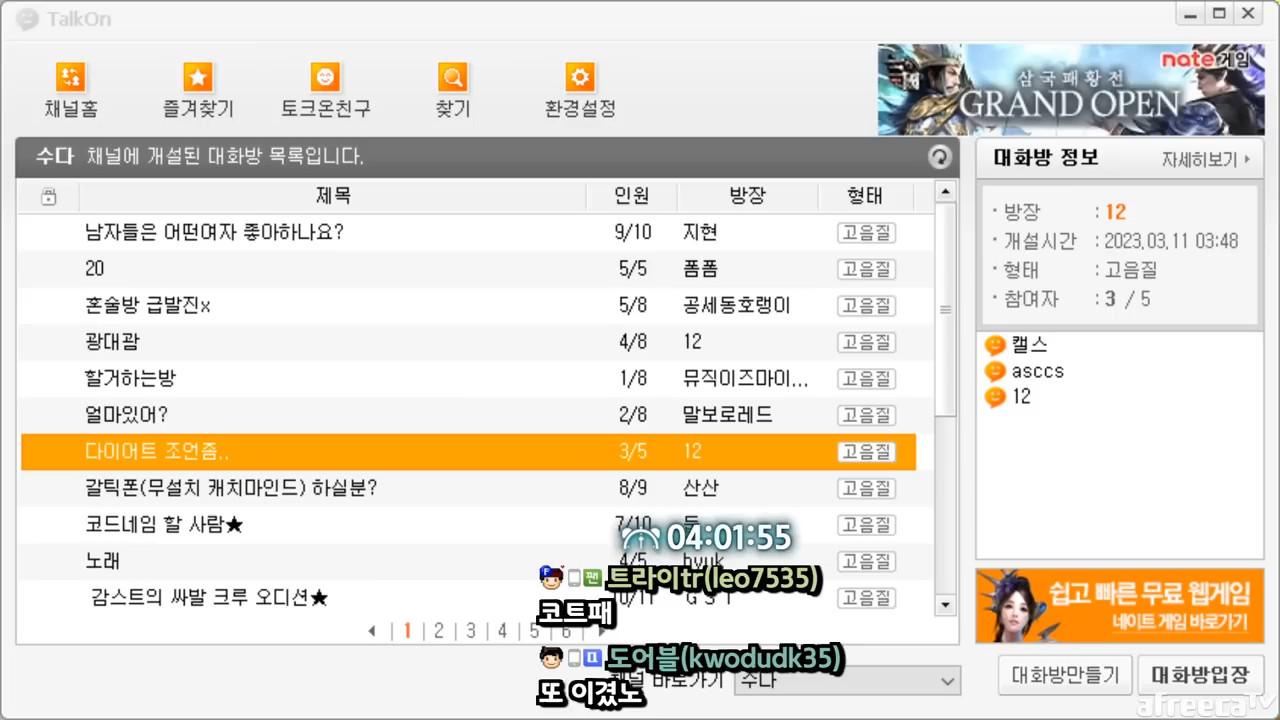 TalkOn
채널홈 즐겨찾기 토크온친구 찾기 환경설정
nate게임
삼국패황전
GRAND OPEN
수다 채널에 개설된 대화방 목록입니다.
제목 인원 방장 형태
남자들은 어떤여자 좋아하나요? 9/10 지현 고음질
20 5/5 폼폼 고음질
혼술방 급발진x 5/8 공세동호랭이 고음질
광대괌 4/8 12 고음질
할거하는방 1/8 뮤직이즈마이... 고음질
얼마있어? 2/8 말보로레드 고음질
다이어트 조언좀.. 3/5 12 고음질
갈틱폰(무설치 캐치마인드) 하실분? 8/9 산산 고음질
코드네임 할 사람★ 7/10 고음질
노래 4/5 hyuk 고음질
감스트의 싸발 크루 오디션★ 0/11 G S T 고음질
1 | 2 | 3 | 4 | 5 | 6
채널 바로가기 수다
대화방 정보 자세히보기
· 방장 : 12
· 개설시간 : 2023.03.11 03:48
· 형태 : 고음질
· 참여자 : 3 / 5
캘스
asccs
12
쉽고 빠른 무료 웹게임
네이트 게임 바로가기
대화방만들기 대화방입장
04:01:55
F 팬 트라이tr(leo7535)
코트패
도어블(kwodudk35)
또 이겼노
afreecaTV